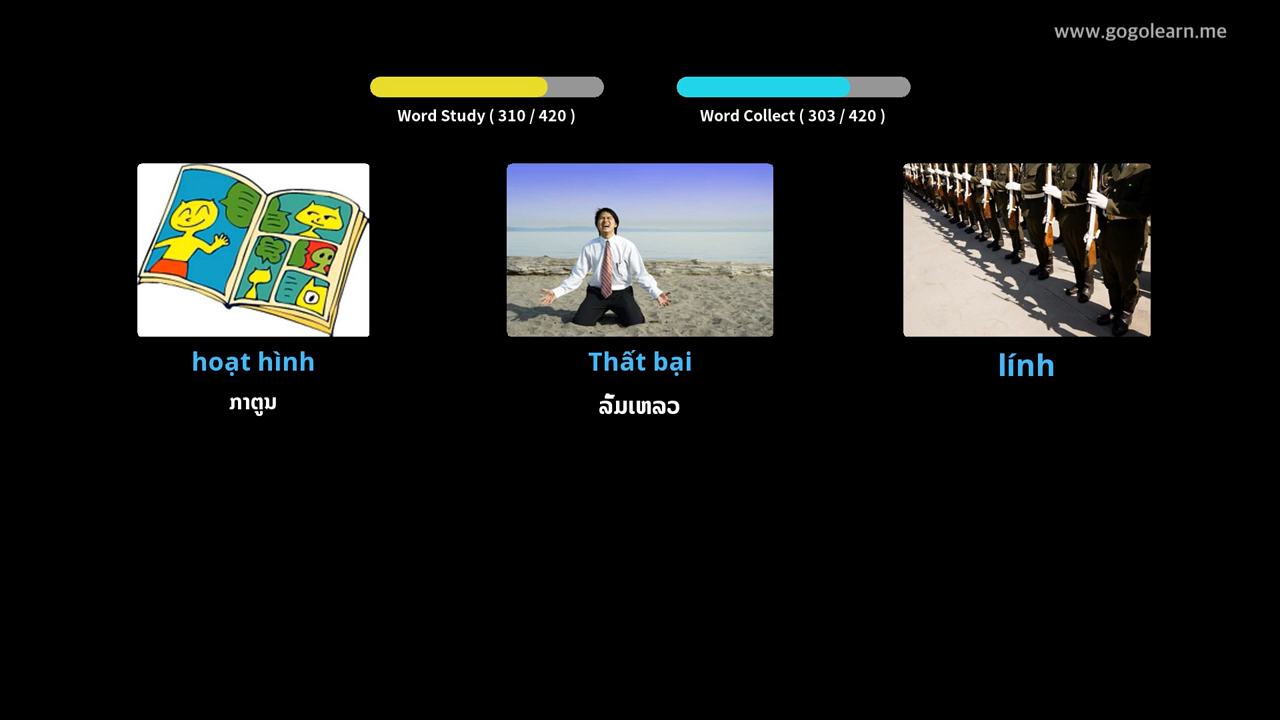 www.gogolearn.me
Word Study ( 310 / 420 )
Word Collect ( 303 / 420 )
hoạt hình
Thất bại
lính
ກາຕູນ
ລົ້ມເຫລວ